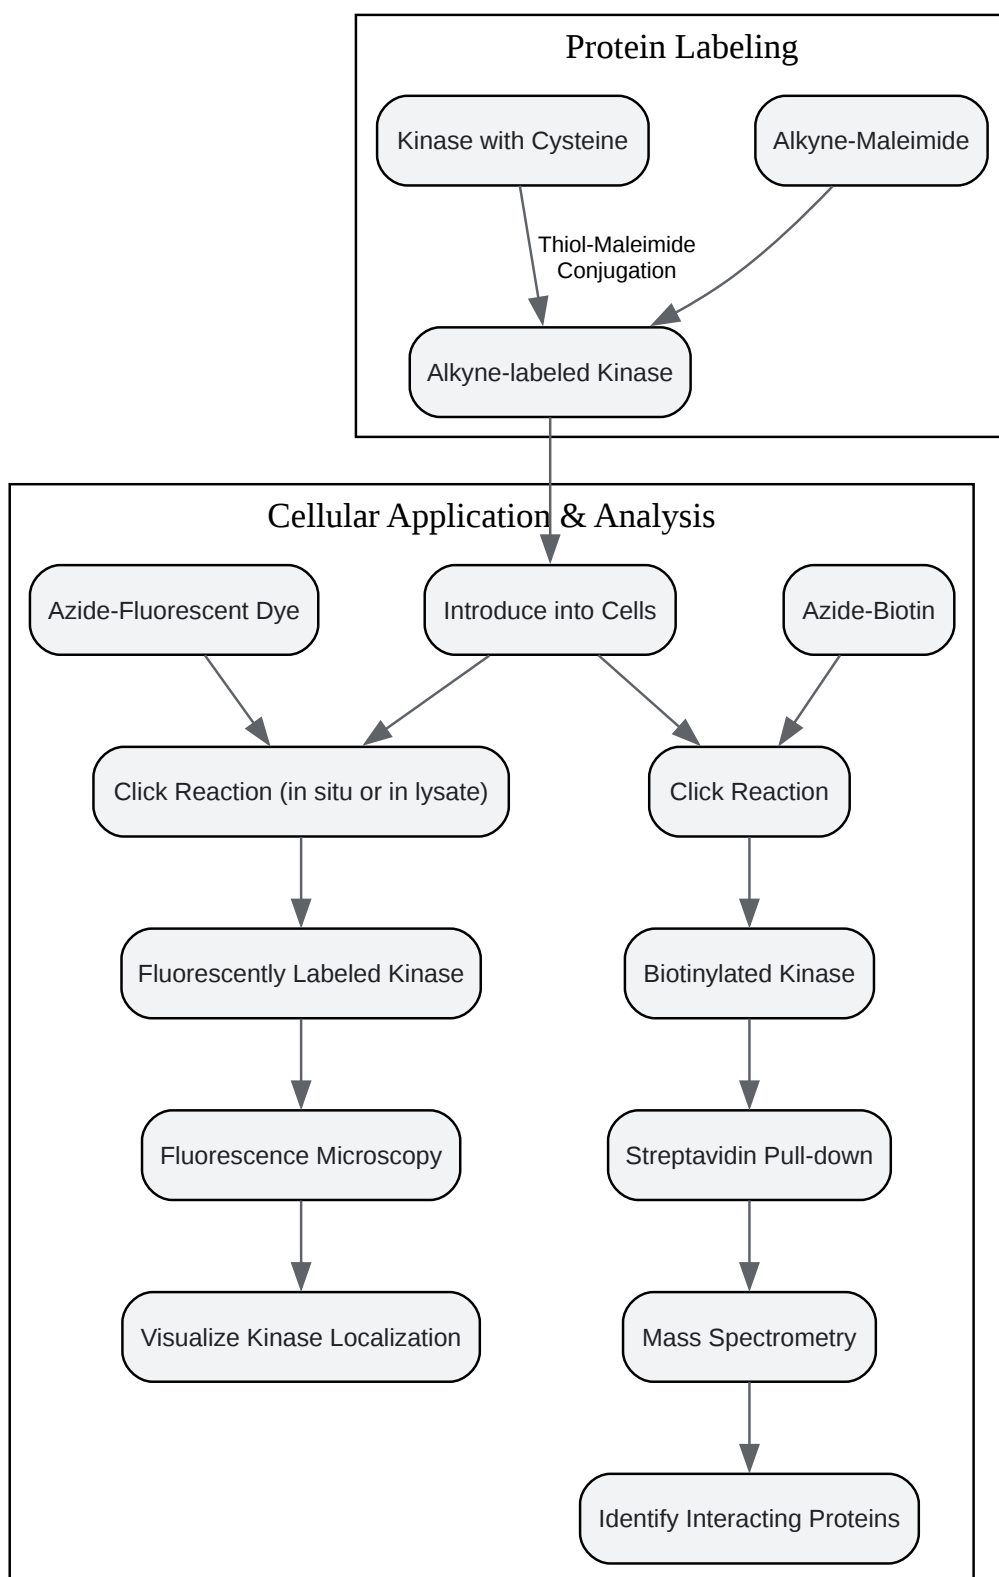 Protein Labeling
Kinase with Cysteine
Alkyne-Maleimide
Thiol-Maleimide
Conjugation
Alkyne-labeled Kinase
Cellular Application & Analysis
Azide-Fluorescent Dye
Introduce into Cells
Azide-Biotin
Click Reaction (in situ or in lysate)
Click Reaction
Fluorescently Labeled Kinase
Biotinylated Kinase
Fluorescence Microscopy
Streptavidin Pull-down
Visualize Kinase Localization
Mass Spectrometry
Identify Interacting Proteins